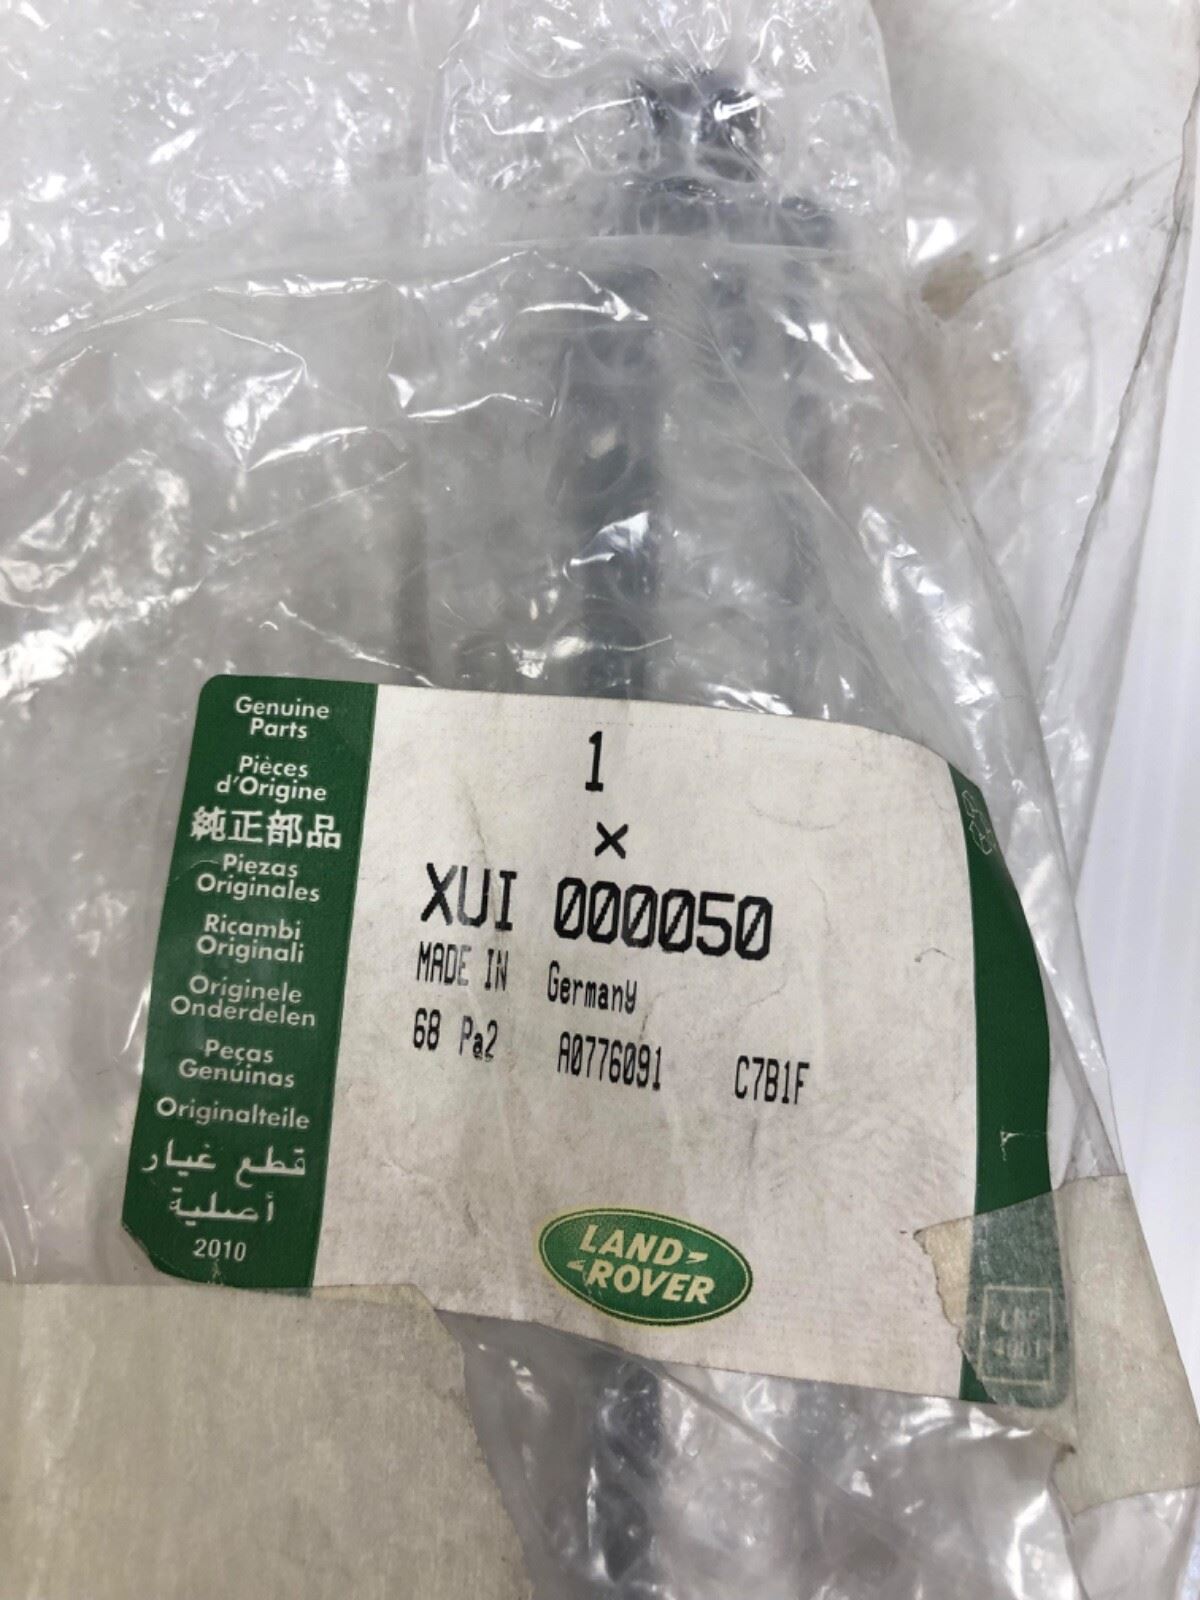 Genuine
Parts
Pièces
d'Origine
純正部品
Piezas
Originales
Ricambi
Originali
Originele
Onderdelen
Peças
Genuinas
Originalteile
قطع غيار
أصلية
2010
1
×
XUI 000050
MADE IN Germany
68 Pa2 A0776091 C7B1F
LAND-
-ROVER